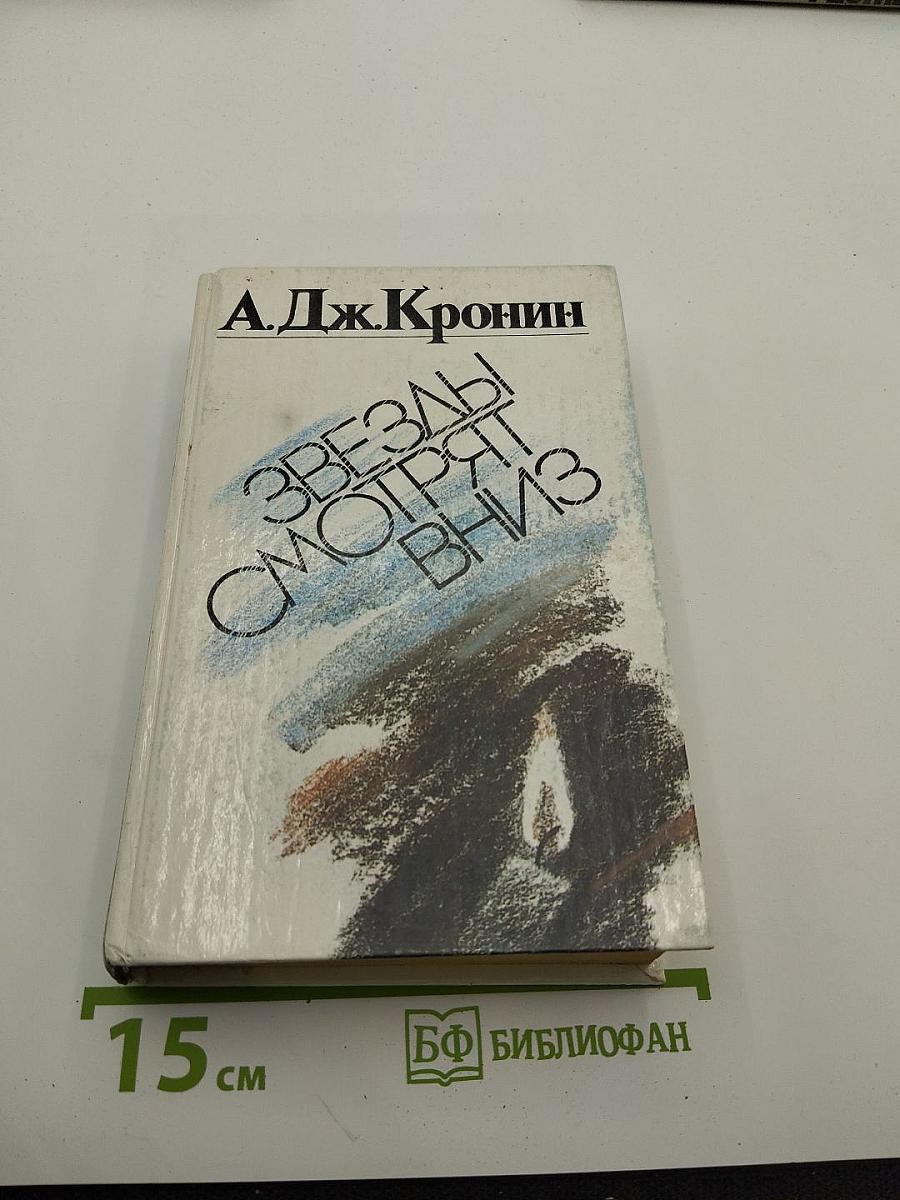 А. Дж. Кронин
ЗВЕЗДЫ
СМОТРЯТ
ВНИЗ
15 см
БФ БИБЛИОФАН